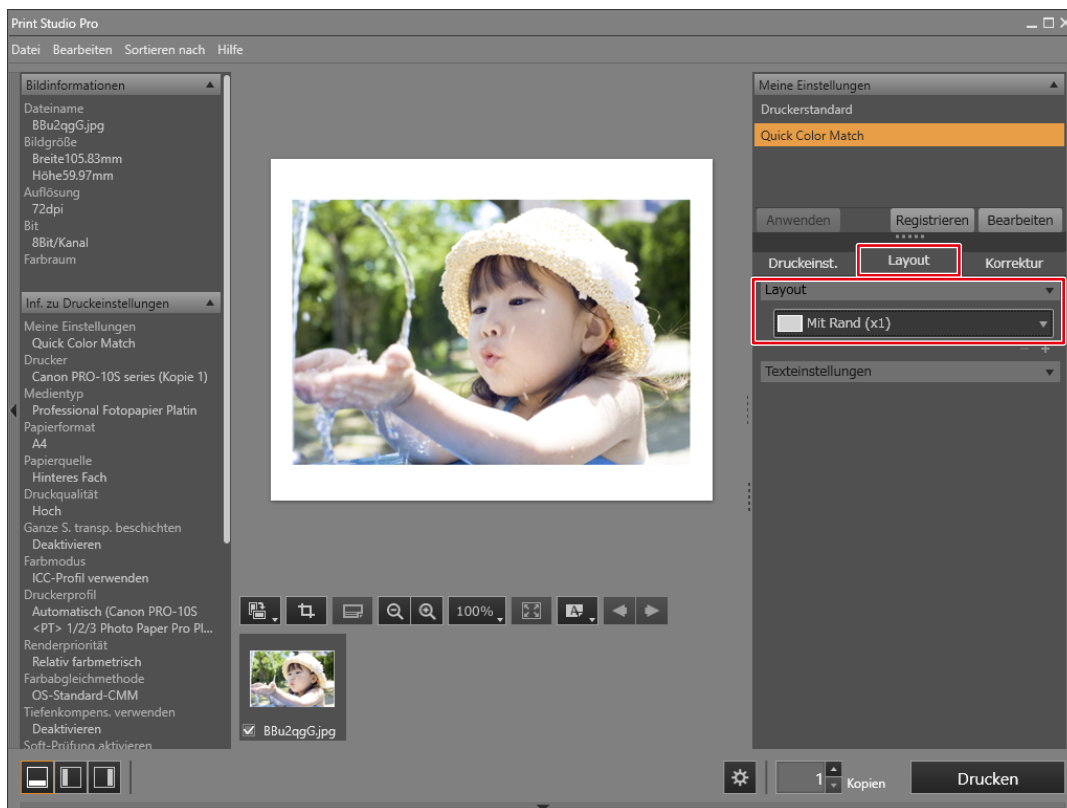 Print Studio Pro
Datei Bearbeiten Sortieren nach Hilfe
Bildinformationen
Dateiname
BBu2qgG.jpg
Bildgröße
Breite105.83mm
Höhe59.97mm
Auflösung
72dpi
Bit
8Bit/Kanal
Farbraum
Inf. zu Druckeinstellungen
Meine Einstellungen
Quick Color Match
Drucker
Canon PRO-10S series (Kopie 1)
Medientyp
Professional Fotopapier Platin
Papierformat
A4
Papierquelle
Hinteres Fach
Druckqualität
Hoch
Ganze S. transp. beschichten
Deaktivieren
Farbmodus
ICC-Profil verwenden
Druckerprofil
Automatisch (Canon PRO-10S
<PT> 1/2/3 Photo Paper Pro Pl...
Renderpriorität
Relativ farbmetrisch
Farbabgleichmethode
OS-Standard-CMM
Tiefenkompens. verwenden
Deaktivieren
Soft-Prüfung aktivieren
100%
A
BBu2qgG.jpg
Meine Einstellungen
Druckerstandard
Quick Color Match
Anwenden Registrieren Bearbeiten
Druckeinst. Layout Korrektur
Layout
Mit Rand (x1)
Texteinstellungen
1 Kopien Drucken